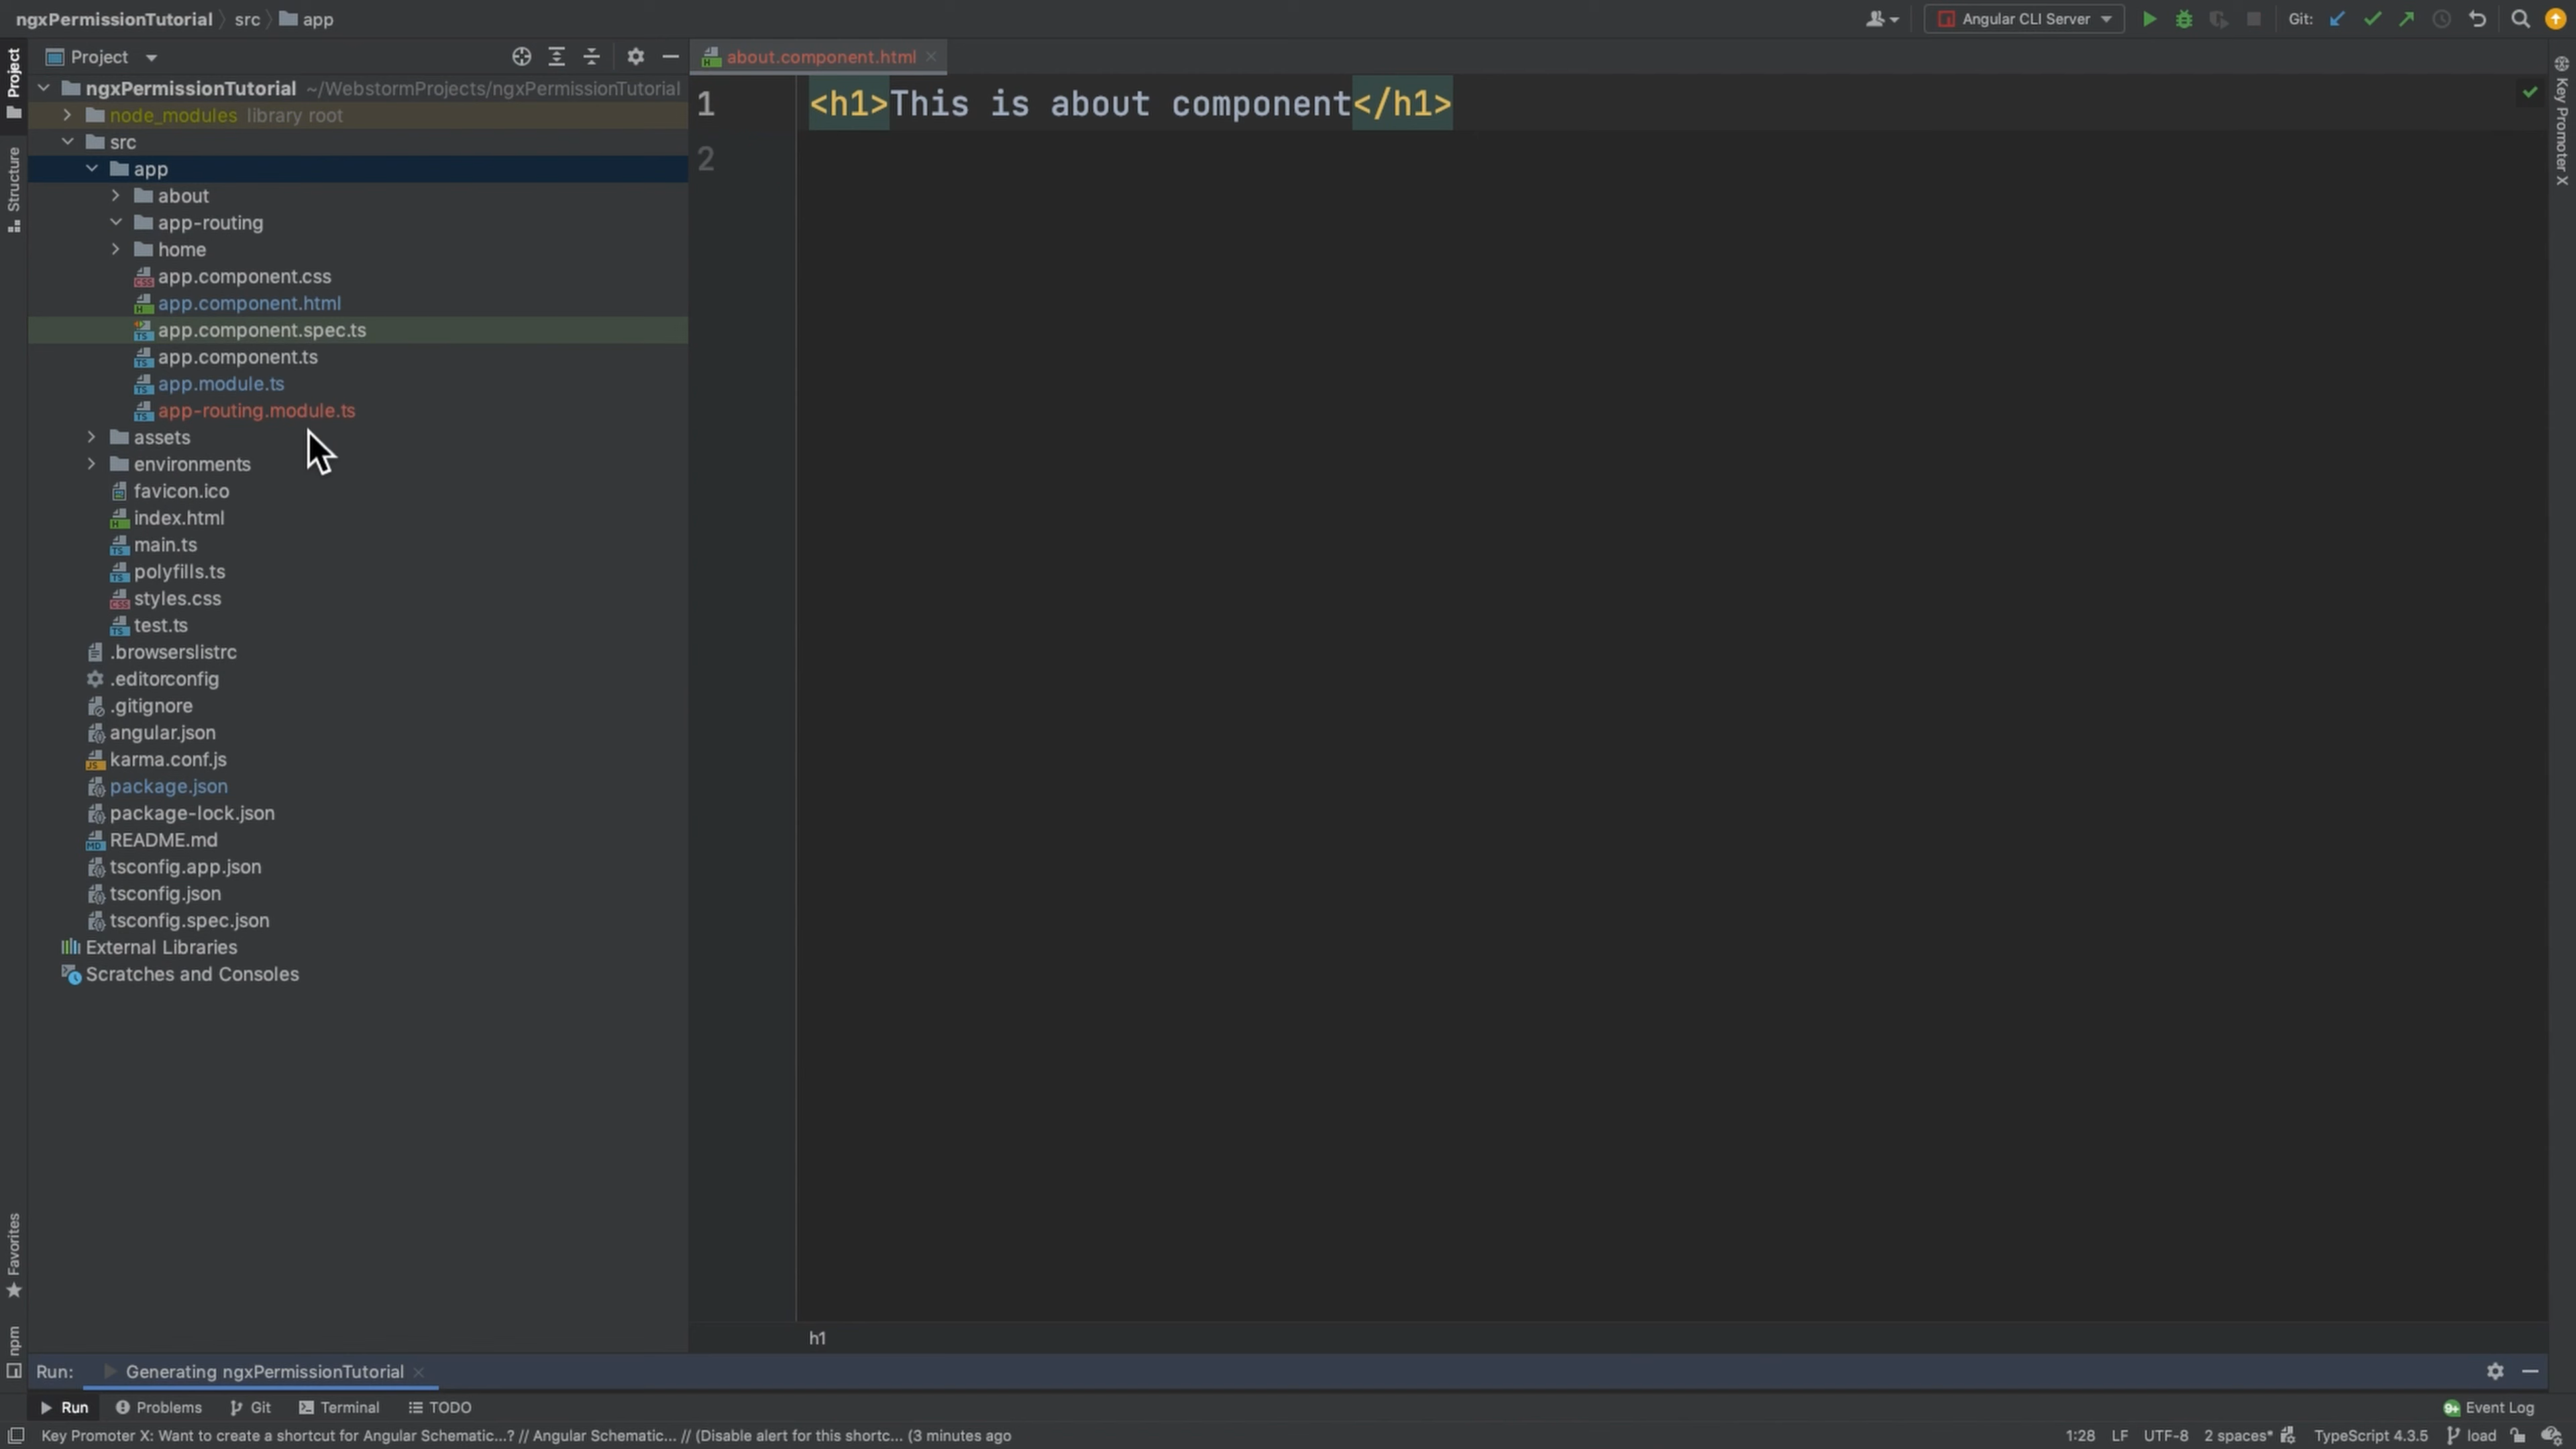 ngxPermissionTutorial › src › app
Angular CLI Server
Git:
Project
about.component.html
ngxPermissionTutorial ~/WebstormProjects/ngxPermissionTutorial
node_modules library root
src
app
about
app-routing
home
app.component.css
app.component.html
app.component.spec.ts
app.component.ts
app.module.ts
app-routing.module.ts
assets
environments
favicon.ico
index.html
main.ts
polyfills.ts
styles.css
test.ts
.browserslistrc
.editorconfig
.gitignore
angular.json
karma.conf.js
package.json
package-lock.json
README.md
tsconfig.app.json
tsconfig.json
tsconfig.spec.json
External Libraries
Scratches and Consoles
Project
Structure
Favorites
npm
1 <h1>This is about component</h1>
2
h1
Key Promoter X
Run: Generating ngxPermissionTutorial
Run Problems Git Terminal TODO
9+ Event Log
Key Promoter X: Want to create a shortcut for Angular Schematic...? // Angular Schematic... // (Disable alert for this shortc... (3 minutes ago
1:28 LF UTF-8 2 spaces* TypeScript 4.3.5 load